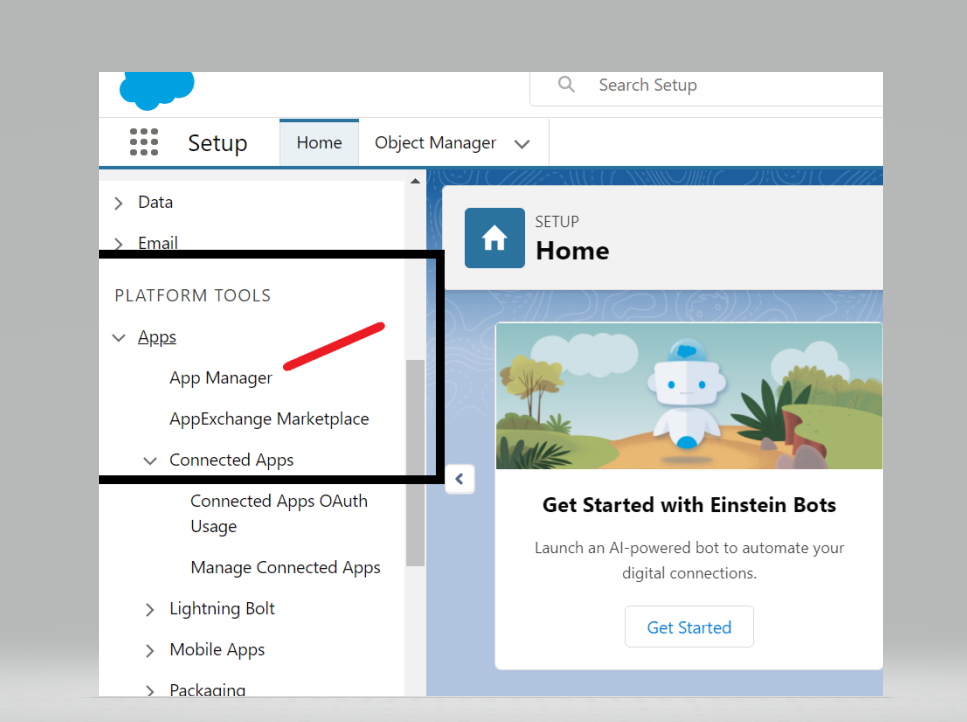 Search Setup
Setup
Home
Object Manager
Data
Email
PLATFORM TOOLS
Apps
App Manager
AppExchange Marketplace
Connected Apps
Connected Apps OAuth
Usage
Manage Connected Apps
Lightning Bolt
Mobile Apps
Packaging
SETUP
Home
Get Started with Einstein Bots
Launch an AI-powered bot to automate your
digital connections.
Get Started